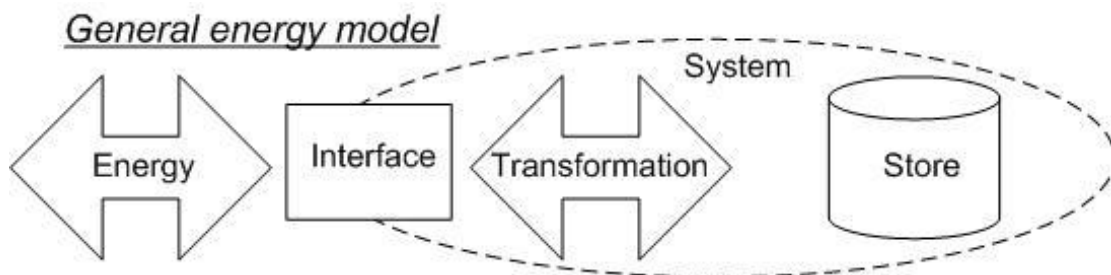 General energy model
System
Energy
Interface
Transformation
Store